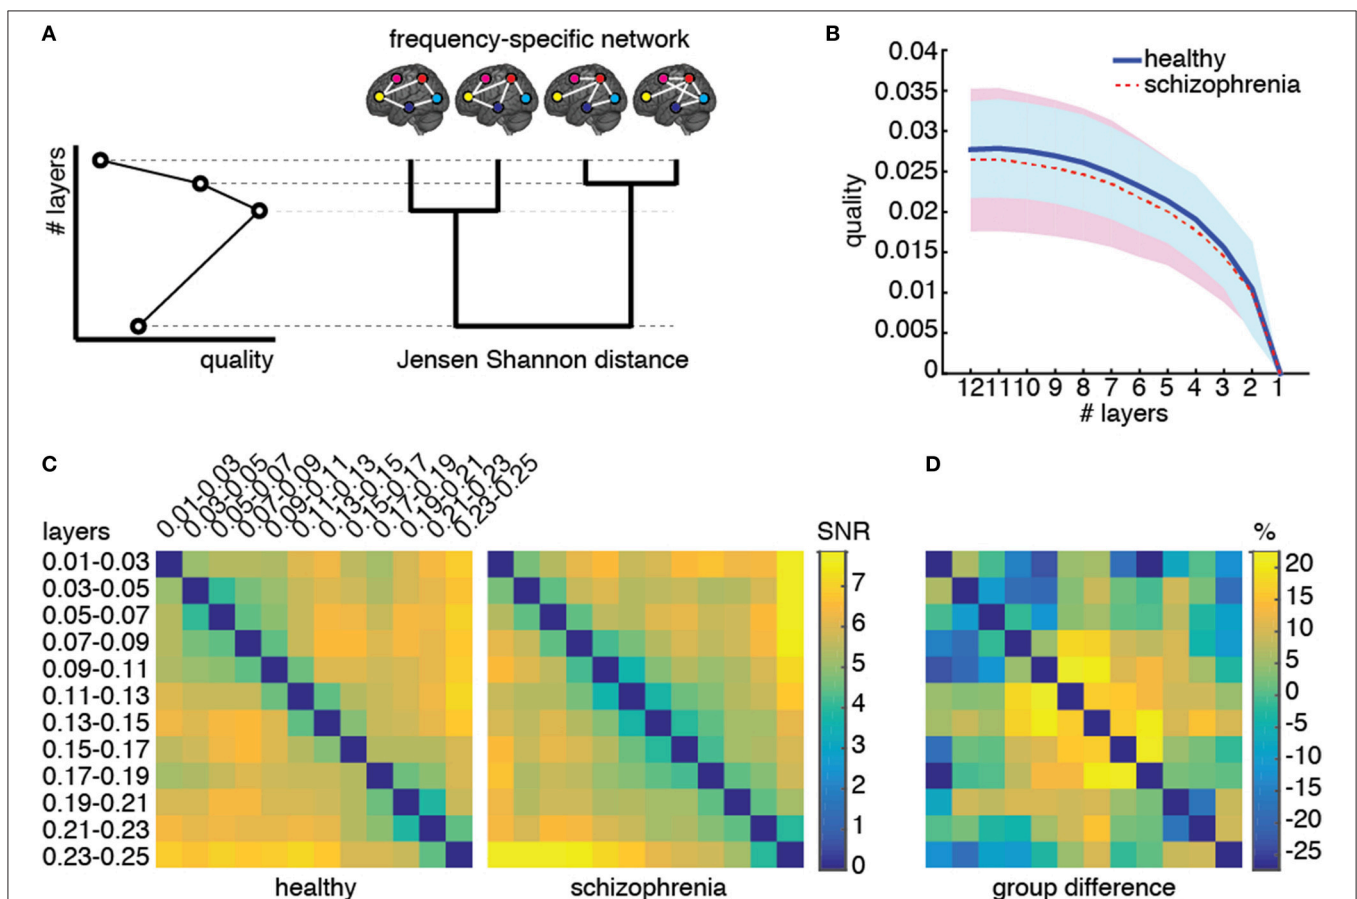 A
frequency-specific network
# layers
quality
Jensen Shannon distance
B
healthy
schizophrenia
quality
0.04
0.035
0.03
0.025
0.02
0.015
0.01
0.005
0
12 11 10 9 8 7 6 5 4 3 2 1
# layers
C
layers
0.01-0.03
0.03-0.05
0.05-0.07
0.07-0.09
0.09-0.11
0.11-0.13
0.13-0.15
0.15-0.17
0.17-0.19
0.19-0.21
0.21-0.23
0.23-0.25
0.01-0.03
0.03-0.05
0.05-0.07
0.07-0.09
0.09-0.11
0.11-0.13
0.13-0.15
0.15-0.17
0.17-0.19
0.19-0.21
0.21-0.23
0.23-0.25
healthy
schizophrenia
SNR
7
6
5
4
3
2
1
0
D
%
20
15
10
5
0
-5
-10
-15
-20
-25
group difference